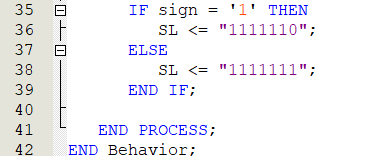 35 IF sign = '1' THEN
36 SL <= "1111110";
37 ELSE
38 SL <= "1111111";
39 END IF;
40
41 END PROCESS;
42 END Behavior;